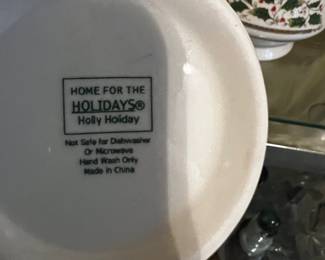 HOME FOR THE
HOLIDAYS®
Holly Holiday
Not Safe for Dishwasher
Or Microwave
Hand Wash Only
Made in China